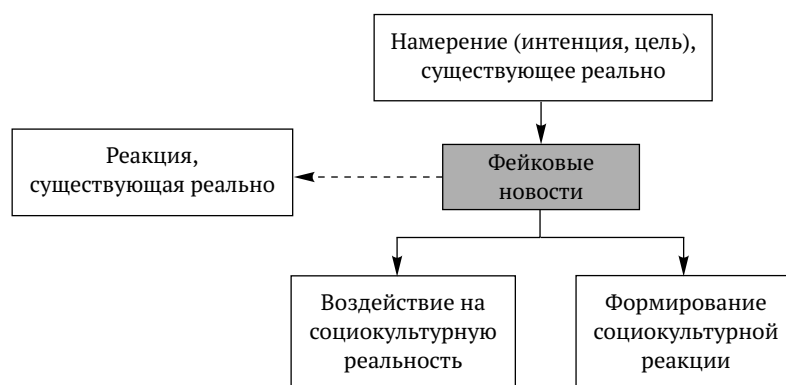 Намерение (интенция, цель),
существующее реально
Реакция,
существующая реально
Фейковые
новости
Воздействие на
социокультурную
реальность
Формирование
социокультурной
реакции